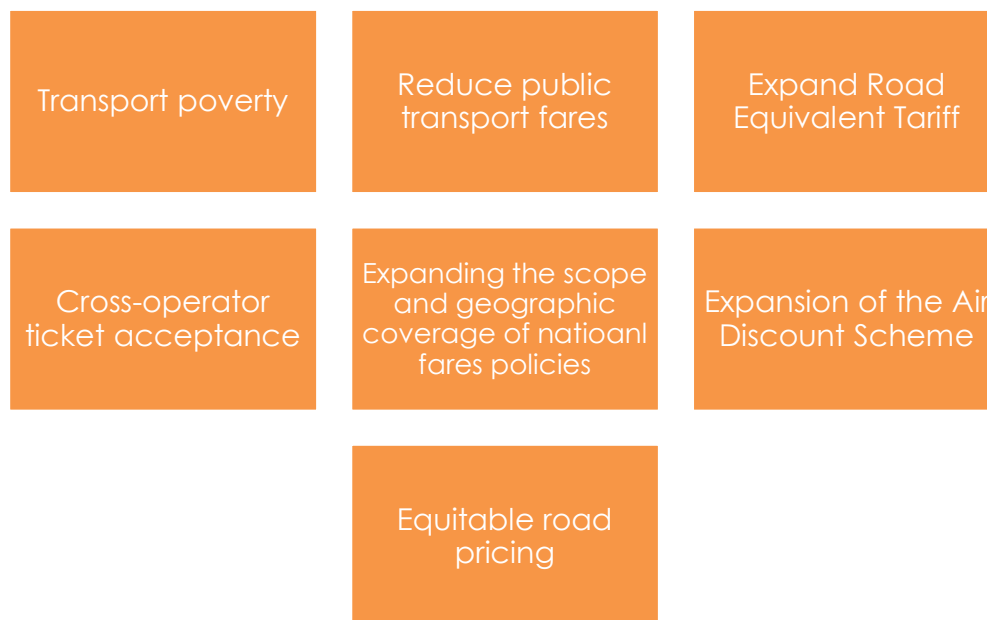 Transport poverty
Reduce public
transport fares
Expand Road
Equivalent Tariff
Cross-operator
ticket acceptance
Expanding the scope
and geographic
coverage of natioanl
fares policies
Expansion of the Air
Discount Scheme
Equitable road
pricing